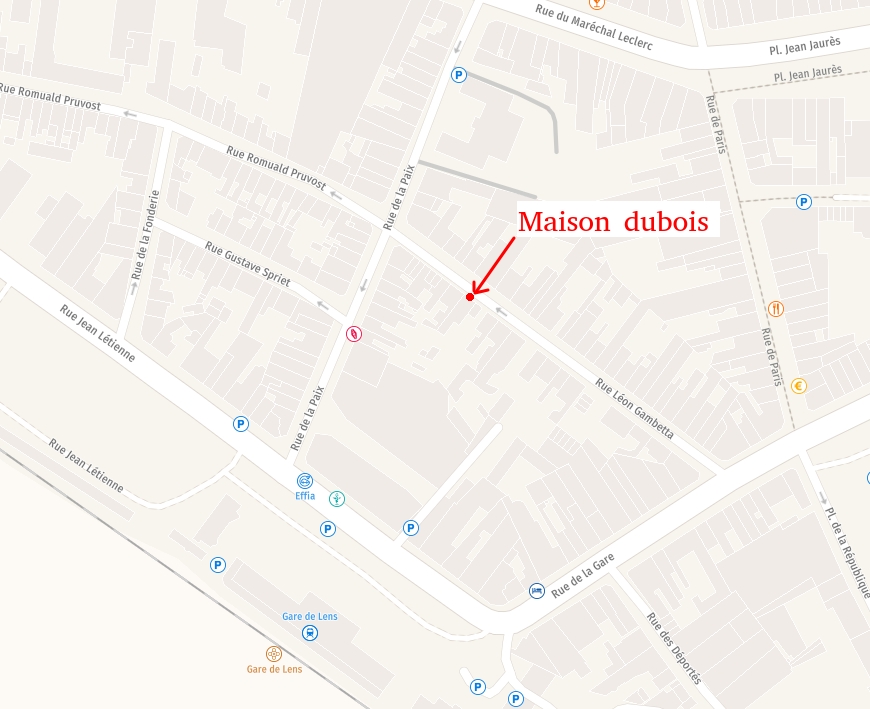 Rue du Maréchal Leclerc
Pl. Jean Jaurès
Pl. Jean Jaurès
P
Rue Romuald Pruvost
Rue de Paris
Rue Romuald Pruvost
Rue de la Paix
P
Maison dubois
Rue de la Fonderie
Rue Gustave Spriet
Rue Jean Létienne
Rue de Paris
€
Rue Léon Gambetta
Rue de la Paix
P
Rue Jean Létienne
Effia
P
P
Pl. de la République
P
Rue de la Gare
Gare de Lens
Rue des Déportés
Gare de Lens
P
P